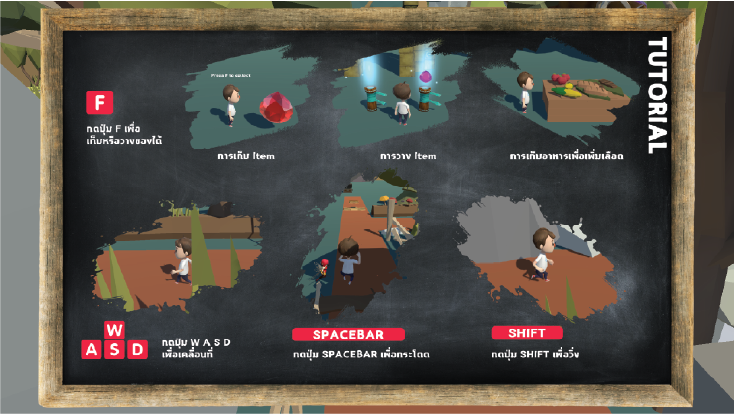 TUTORIAL
F
กดปุ่ม F เพื่อ
เก็บหรือวางของได้
การเก็บ item
การวาง item
การเก็บอาหารเพื่อเพิ่มเลือด
W
A S D
กดปุ่ม W A S D
เพื่อเคลื่อนที่
SPACEBAR
กดปุ่ม SPACEBAR เพื่อกระโดด
SHIFT
กดปุ่ม SHIFT เพื่อวิ่ง